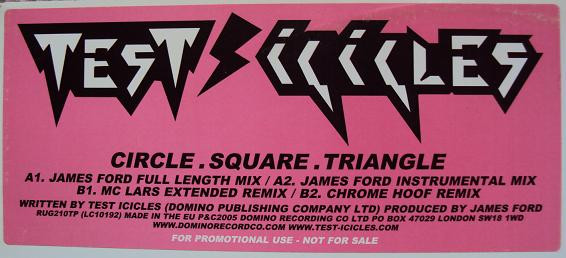 TEST ICICLES
CIRCLE.SQUARE.TRIANGLE
A1. JAMES FORD FULL LENGTH MIX / A2. JAMES FORD INSTRUMENTAL MIX
B1. MC LARS EXTENDED REMIX / B2. CHROME HOOF REMIX
WRITTEN BY TEST ICICLES (DOMINO PUBLISHING COMPANY LTD) PRODUCED BY JAMES FORD
RUG210TP (LC10192) MADE IN THE EU P&C2005 DOMINO RECORDING CO LTD PO BOX 47029 LONDON SW18 1WD
WWW.DOMINORECORDCO.COM WWW.TEST-ICICLES.COM
FOR PROMOTIONAL USE - NOT FOR SALE